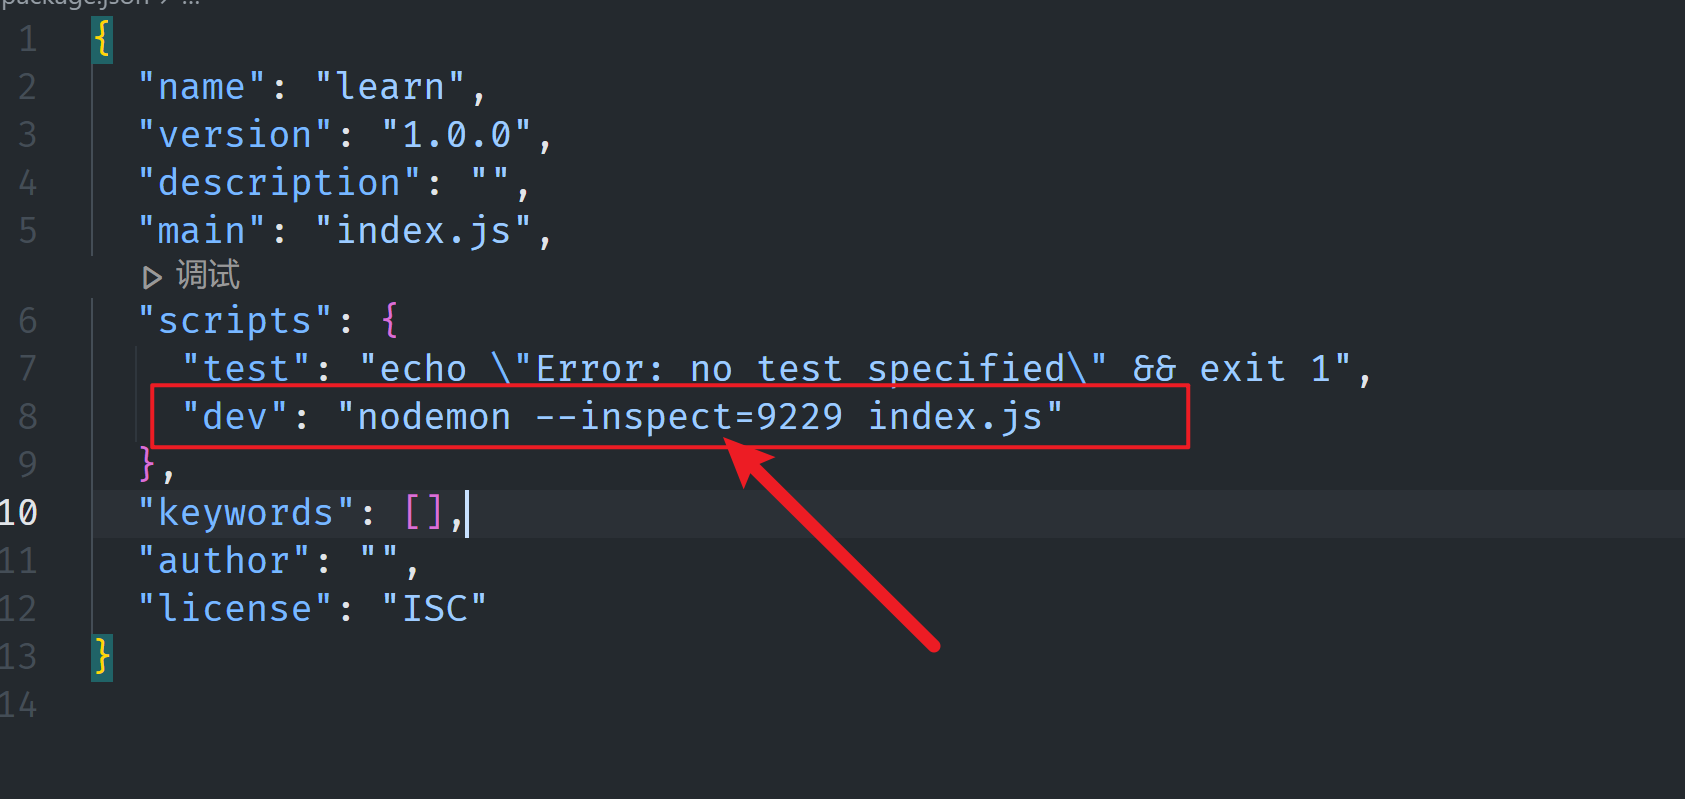 package.json > ...
1 {
2 "name": "learn",
3 "version": "1.0.0",
4 "description": "",
5 "main": "index.js",
调试
6 "scripts": {
7 "test": "echo \"Error: no test specified\" && exit 1",
8 "dev": "nodemon --inspect=9229 index.js"
9 },
10 "keywords": [],
11 "author": "",
12 "license": "ISC"
13 }
14